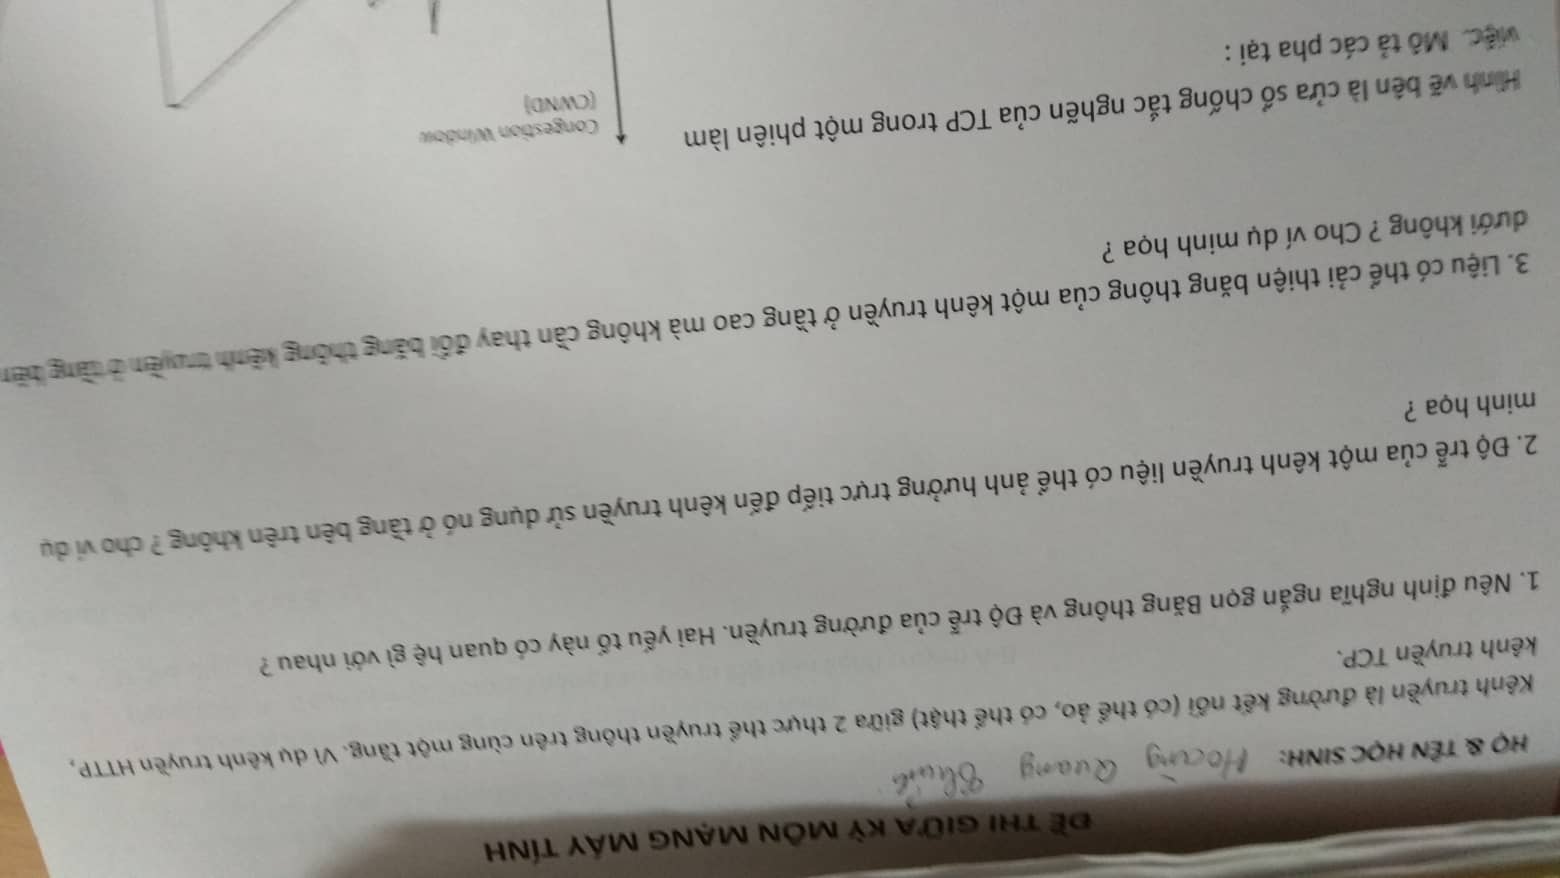 ĐỀ THI GIỮA KỲ MÔN MẠNG MÁY TÍNH
HỌ & TÊN HỌC SINH: Hoàng Quang
Kênh truyền là đường kết nối (có thể ảo, có thể thật) giữa 2 thực thể truyền thông trên cùng một tầng. Ví dụ kênh truyền HTTP,
kênh truyền TCP.
1. Nêu định nghĩa ngắn gọn Băng thông và Độ trễ của đường truyền. Hai yếu tố này có quan hệ gì với nhau ?
2. Độ trễ của một kênh truyền liệu có thể ảnh hưởng trực tiếp đến kênh truyền sử dụng nó ở tầng bên trên không ? cho ví dụ
minh họa ?
3. Liệu có thể cải thiện băng thông của một kênh truyền ở tầng cao mà không cần thay đổi băng thông kênh truyền ở tầng bên
dưới không ? Cho ví dụ minh họa ?
Hình vẽ bên là cửa sổ chống tắc nghẽn của TCP trong một phiên làm
việc. Mô tả các pha tại :
Congestion Window
(CWND)